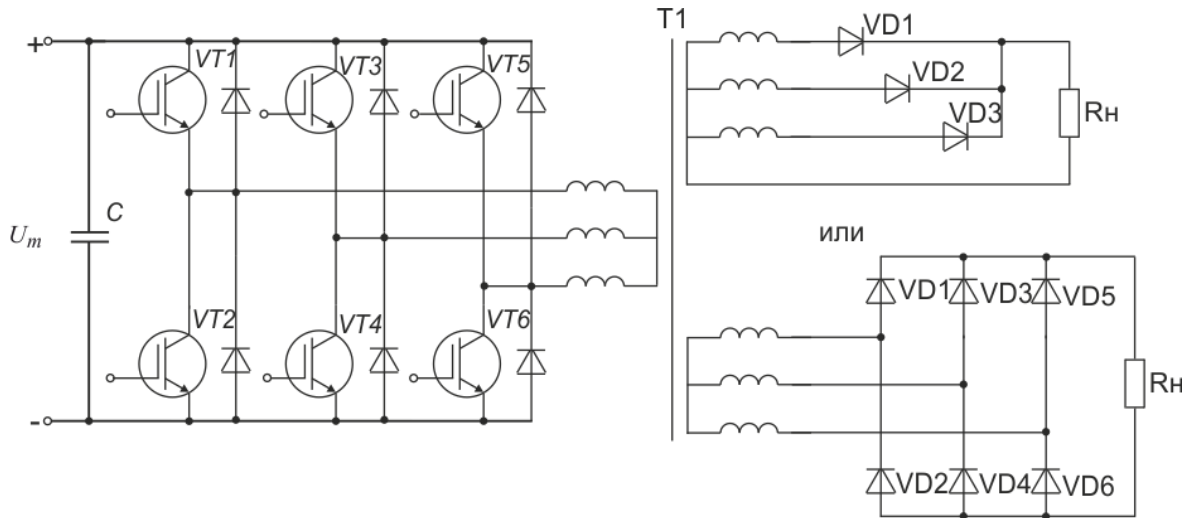 T1
+
VT1
VT3
VT5
C
U_m
VT2
VT4
VT6
-
VD1
VD2
VD3
Rн
или
VD1
VD3
VD5
Rн
VD2
VD4
VD6